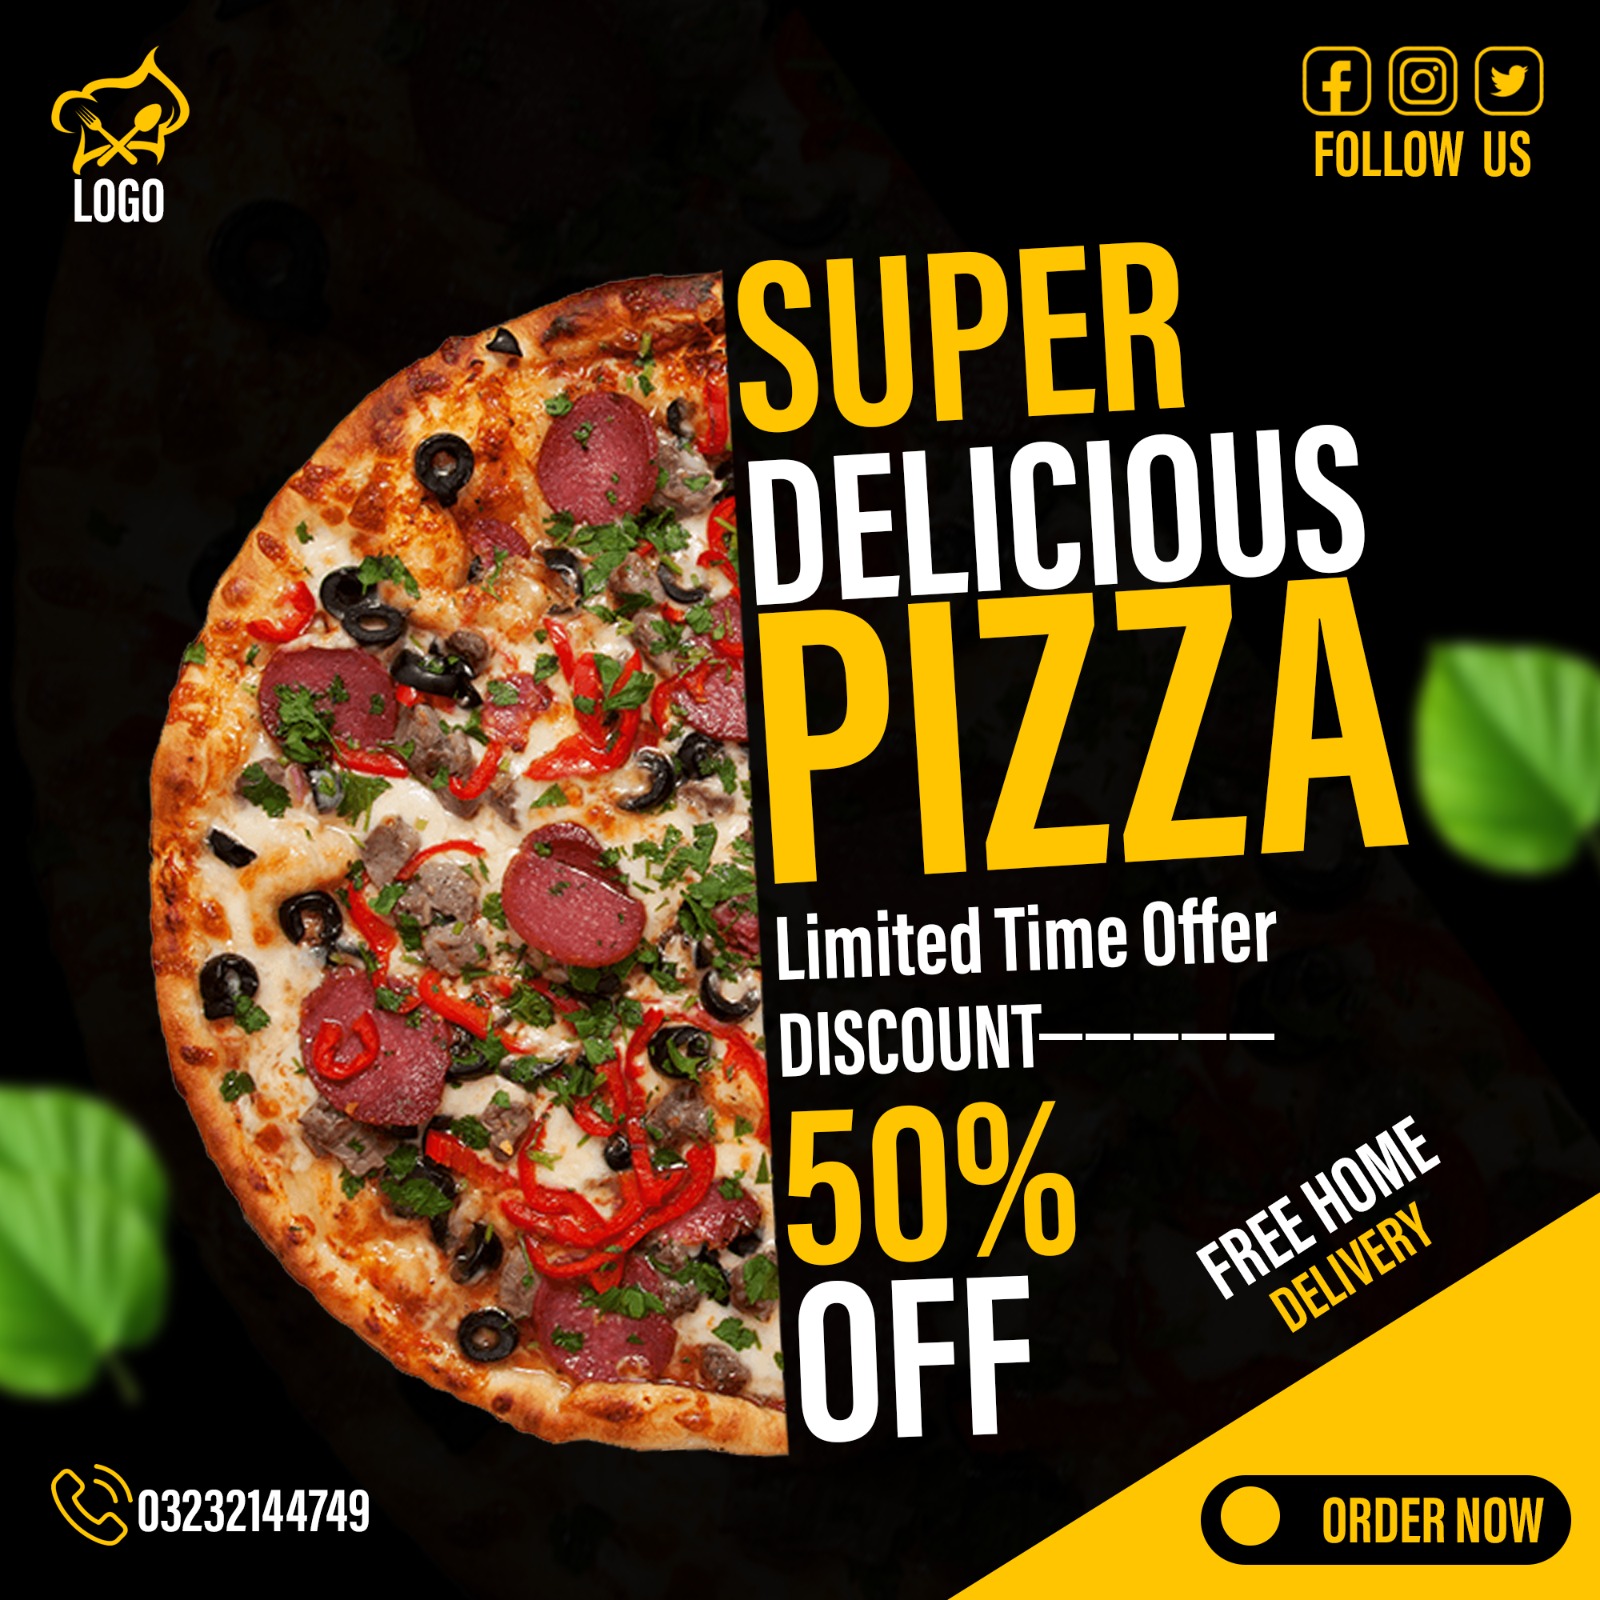 LOGO
FOLLOW US
SUPER
DELICIOUS
PIZZA
Limited Time Offer
DISCOUNT-----
50%
OFF
FREE HOME
DELIVERY
03232144749
ORDER NOW